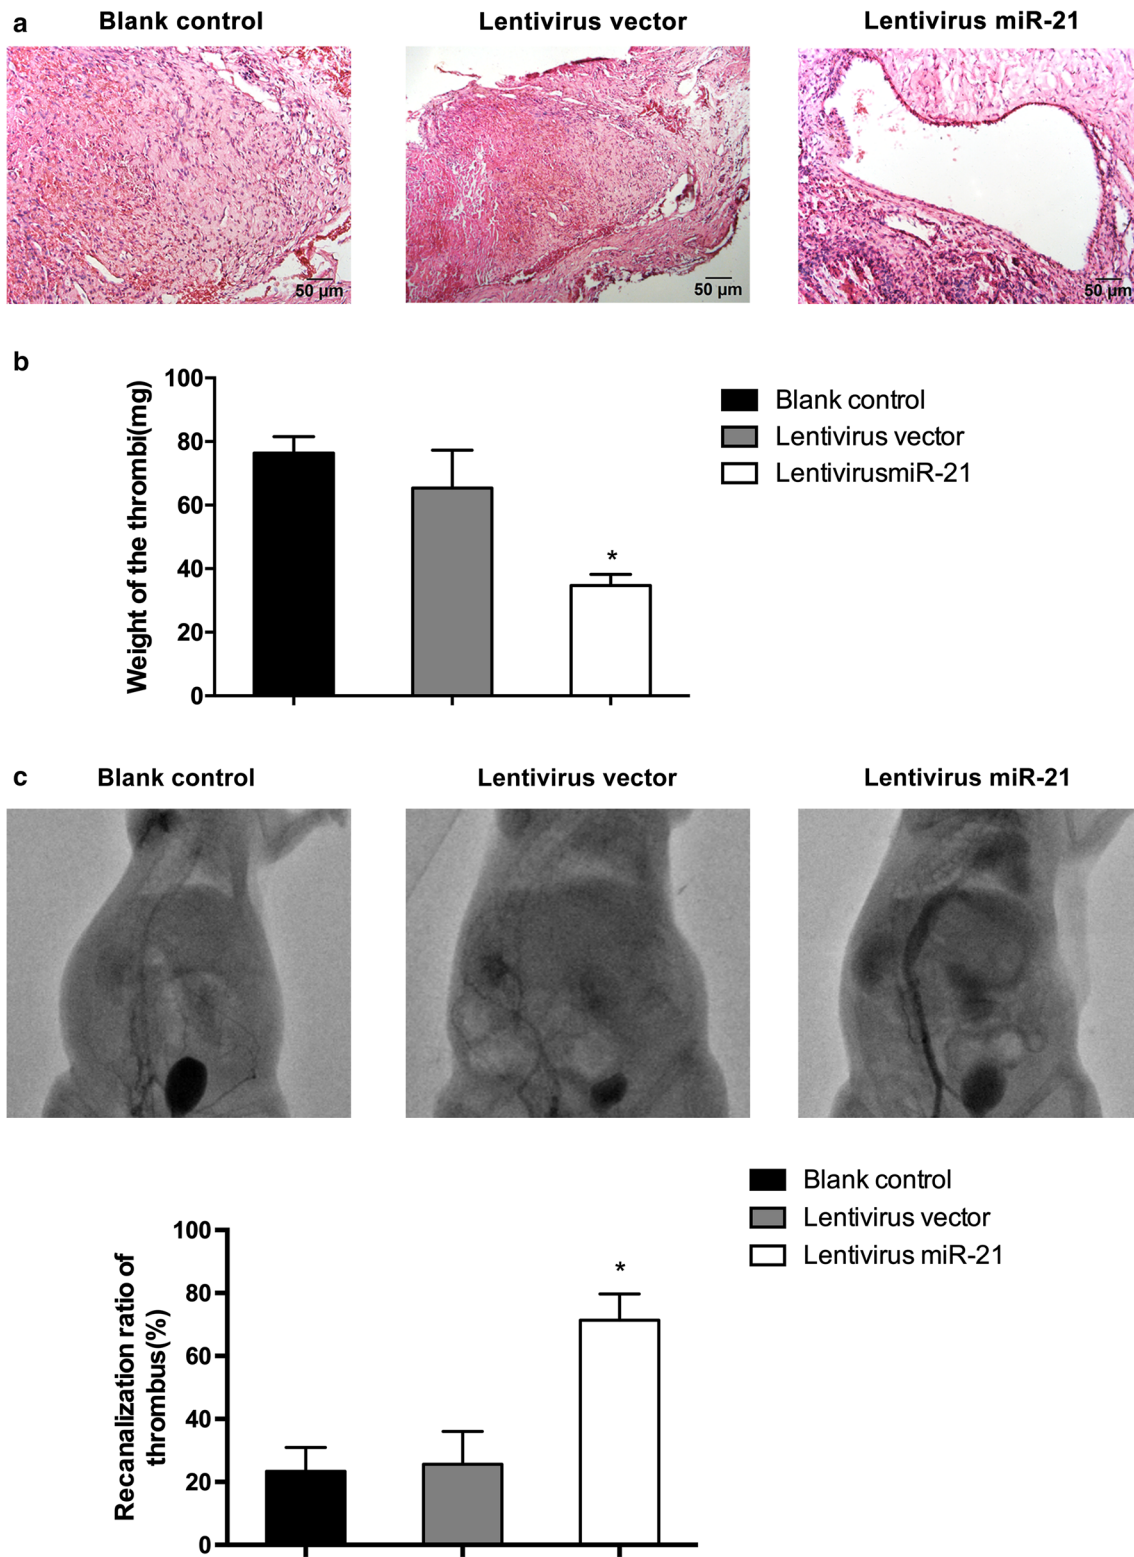 a
Blank control
Lentivirus vector
Lentivirus miR-21
50 µm
50 µm
50 µm
b
Weight of the thrombi(mg)
100
80
60
40
20
0
*
Blank control
Lentivirus vector
LentivirusmiR-21
c
Blank control
Lentivirus vector
Lentivirus miR-21
Recanalization ratio of
thrombus(%)
100
80
60
40
20
0
*
Blank control
Lentivirus vector
Lentivirus miR-21